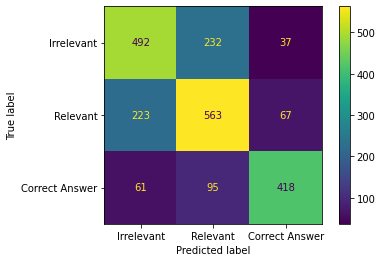 Irrelevant 492 232 37
Relevant 223 563 67
Correct Answer 61 95 418
Irrelevant Relevant Correct Answer
Predicted label
True label
500
400
300
200
100